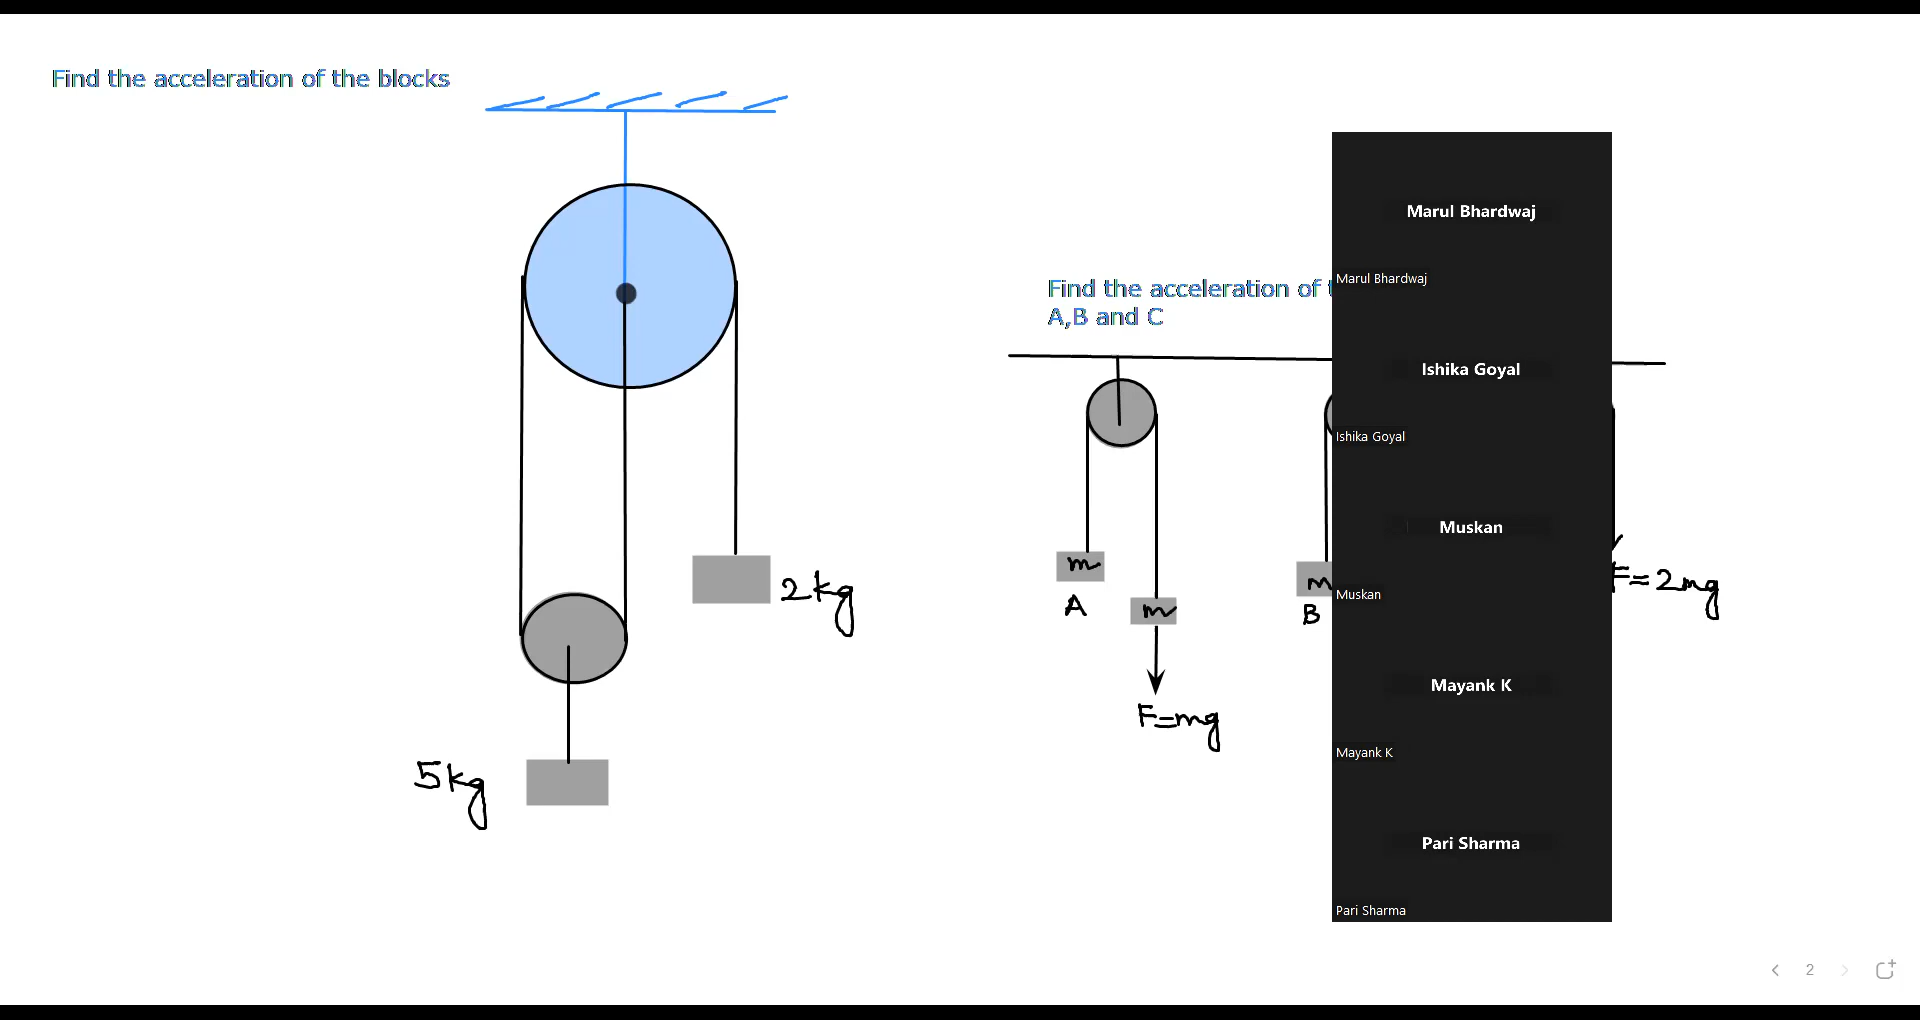 Find the acceleration of the blocks
2kg
5kg
Find the acceleration of
A,B and C
m
A
m
F=mg
m
B
F=2mg
Marul Bhardwaj
Marul Bhardwaj
Ishika Goyal
Ishika Goyal
Muskan
Muskan
Mayank K
Mayank K
Pari Sharma
Pari Sharma
2